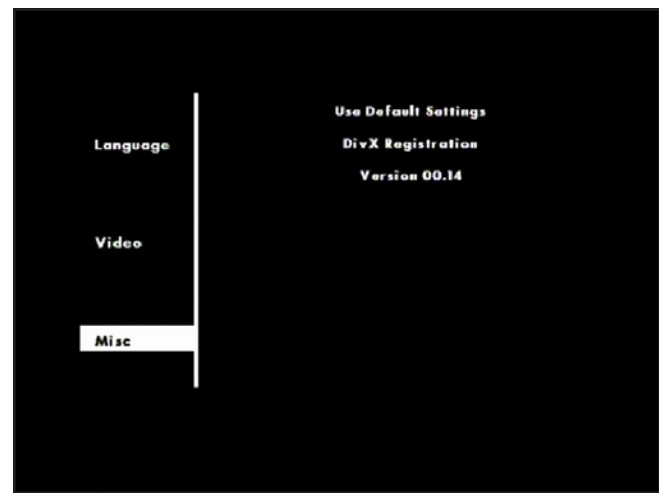 Language
Video
Misc
Use Default Settings
DivX Registration
Version 00.14